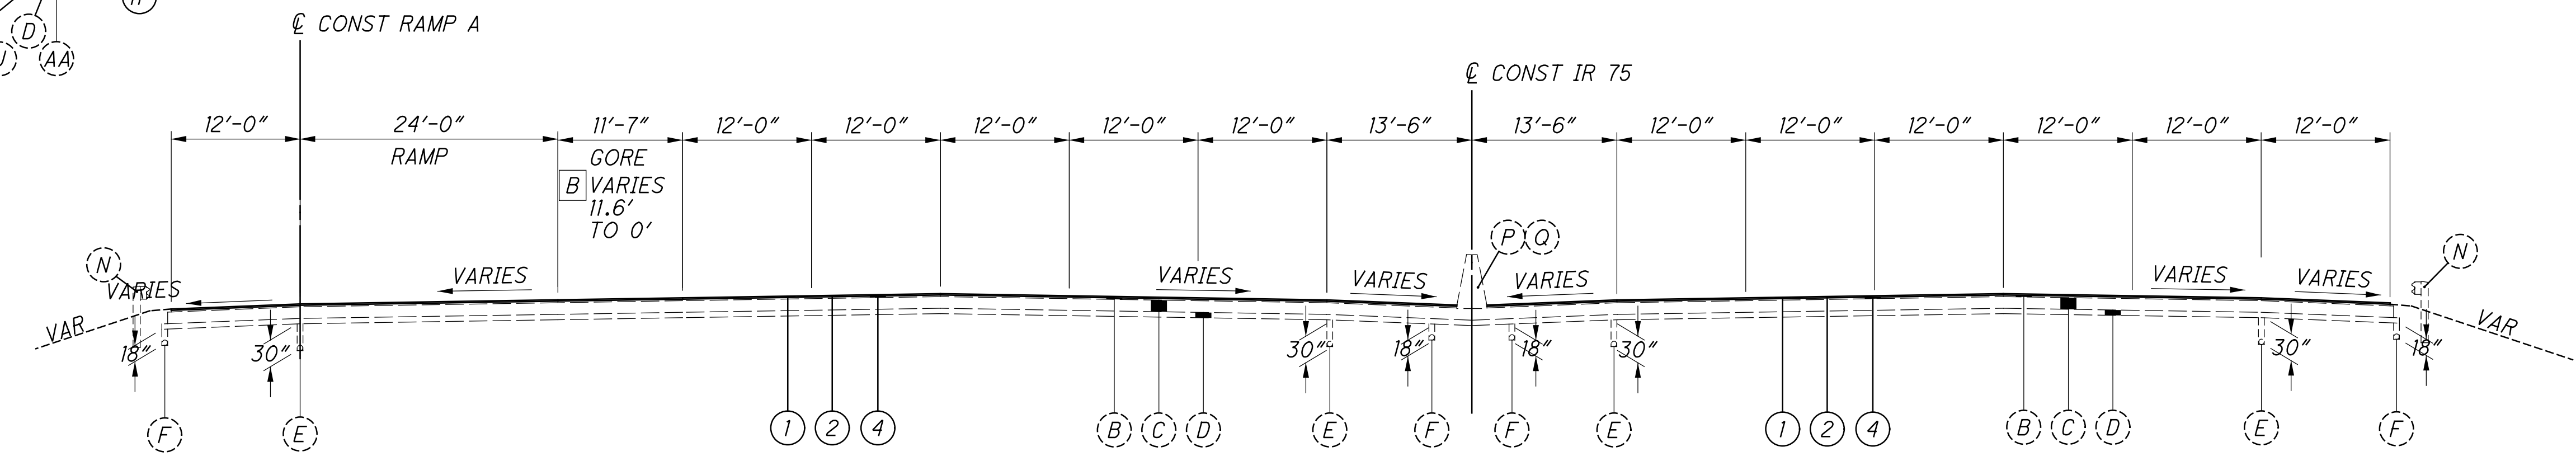 D
AA
℄ CONST RAMP A
℄ CONST IR 75
12'-0" 24'-0" 11'-7" 12'-0" 12'-0" 12'-0" 12'-0" 12'-0" 13'-6" 13'-6" 12'-0" 12'-0" 12'-0" 12'-0" 12'-0" 12'-0"
RAMP
GORE
B VARIES
11.6'
TO 0'
P Q
N
N
VARIES VARIES VARIES VARIES VARIES VARIES VARIES
VAR
VAR
18" 30" 30" 18" 18" 30" 30" 18"
F E 1 2 4 B C D E F F E 1 2 4 B C D E F